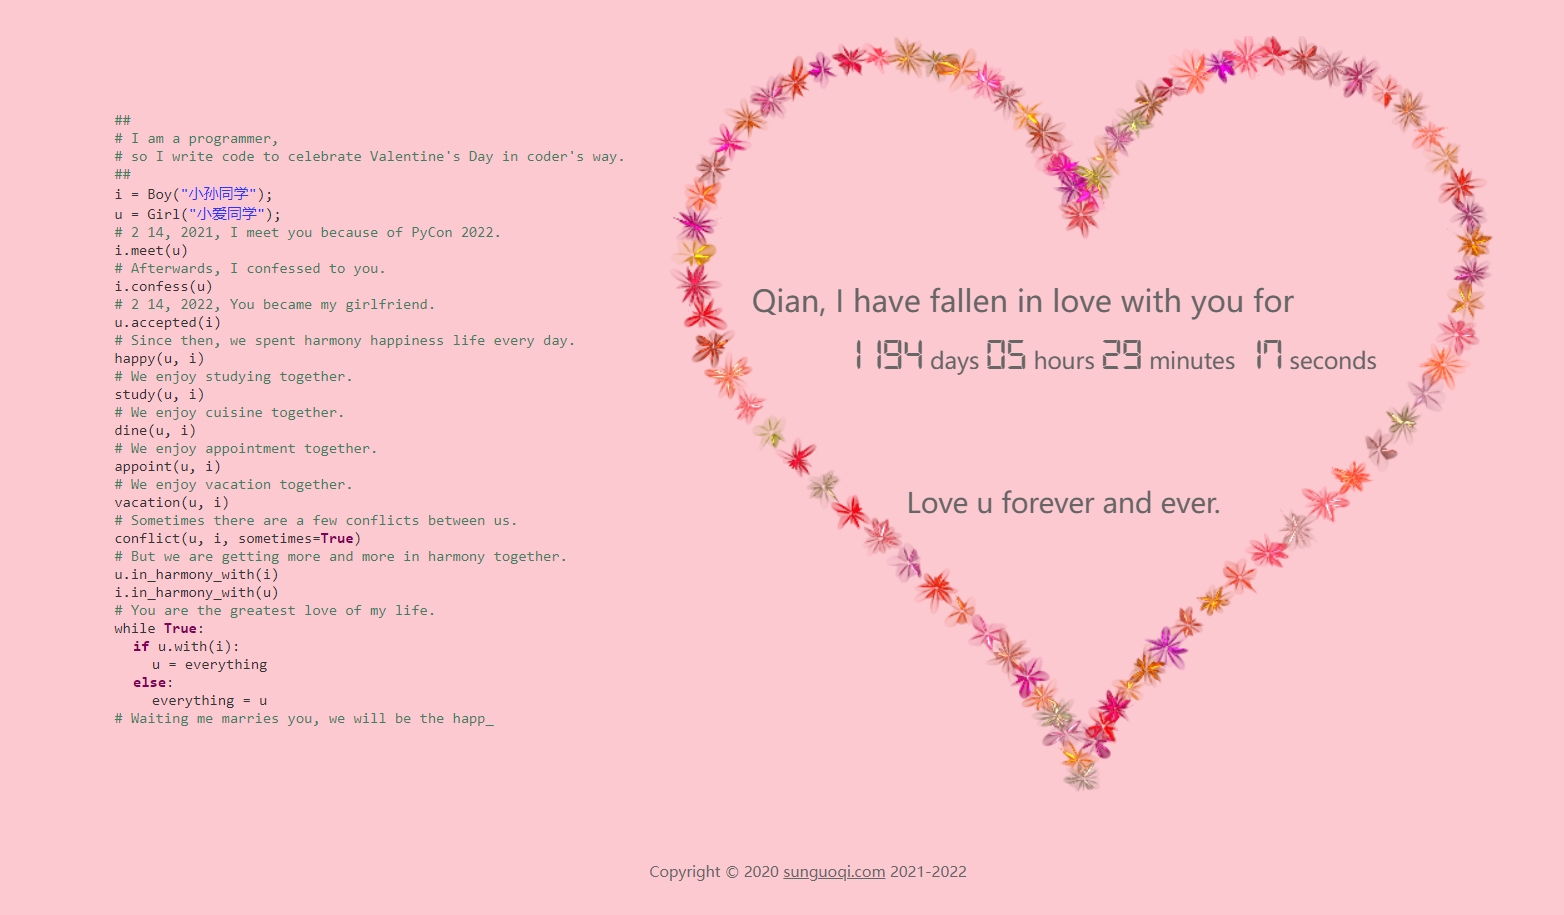 ##
# I am a programmer,
# so I write code to celebrate Valentine's Day in coder's way.
##
i = Boy("小孙同学");
u = Girl("小爱同学");
# 2 14, 2021, I meet you because of PyCon 2022.
i.meet(u)
# Afterwards, I confessed to you.
i.confess(u)
# 2 14, 2022, You became my girlfriend.
u.accepted(i)
# Since then, we spent harmony happiness life every day.
happy(u, i)
# We enjoy studying together.
study(u, i)
# We enjoy cuisine together.
dine(u, i)
# We enjoy appointment together.
appoint(u, i)
# We enjoy vacation together.
vacation(u, i)
# Sometimes there are a few conflicts between us.
conflict(u, i, sometimes=True)
# But we are getting more and more in harmony together.
u.in_harmony_with(i)
i.in_harmony_with(u)
# You are the greatest love of my life.
while True:
if u.with(i):
u = everything
else:
everything = u
# Waiting me marries you, we will be the happ_
Qian, I have fallen in love with you for
1194 days 05 hours 29 minutes 17 seconds
Love u forever and ever.
Copyright © 2020 sunguoqi.com 2021-2022